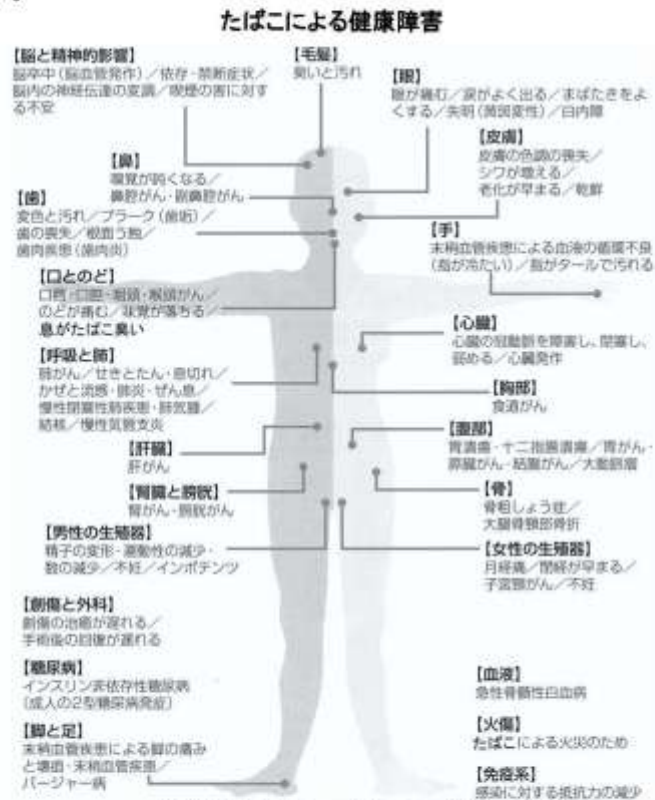 たばこによる健康障害
【脳と精神的影響】
脳卒中(脳血管発作)/依存・禁断症状/
脳内の神経伝達の変調/喫煙の害に対す
る不安
【毛髪】
臭いと汚れ
【眼】
眼が痛む/涙がよく出る/まばたきをよ
くする/失明(黄斑変性)/白内障
【鼻】
嗅覚が鈍くなる/
鼻腔がん・副鼻腔がん
【皮膚】
皮膚の色調の喪失/
シワが増える/
老化が早まる/乾鮮
【歯】
変色と汚れ/プラーク(歯垢)/
歯の喪失/根面う蝕/
歯肉疾患(歯肉炎)
【手】
末梢血管疾患による血液の循環不良
(指が冷たい)/指がタールで汚れる
【口とのど】
口唇・口腔・咽頭・喉頭がん/
のどが痛む/味覚が落ちる/
息がたばこ臭い
【心臓】
心臓の冠動脈を障害し、閉塞し、
弱める/心臓発作
【呼吸と肺】
肺がん/せきとたん・息切れ/
かぜと流感・肺炎・ぜん息/
慢性閉塞性肺疾患・肺気腫/
結核/慢性気管支炎
【胸部】
食道がん
【肝臓】
肝がん
【腹部】
胃潰瘍・十二指腸潰瘍/胃がん・
膵臓がん・結腸がん/大動脈瘤
【腎臓と膀胱】
腎がん・膀胱がん
【骨】
骨粗しょう症/
大腿骨頸部骨折
【男性の生殖器】
精子の変形・運動性の減少・
数の減少/不妊/インポテンツ
【女性の生殖器】
月経痛/閉経が早まる/
子宮頸がん/不妊
【創傷と外科】
創傷の治癒が遅れる/
手術後の回復が遅れる
【糖尿病】
インスリン非依存性糖尿病
(成人の2型糖尿病発症)
【血液】
急性骨髄性白血病
【脚と足】
末梢血管疾患による脚の痛み
と壊疽・末梢血管疾患/
バージャー病
【火傷】
たばこによる火災のため
【免疫系】
感染に対する抵抗力の減少